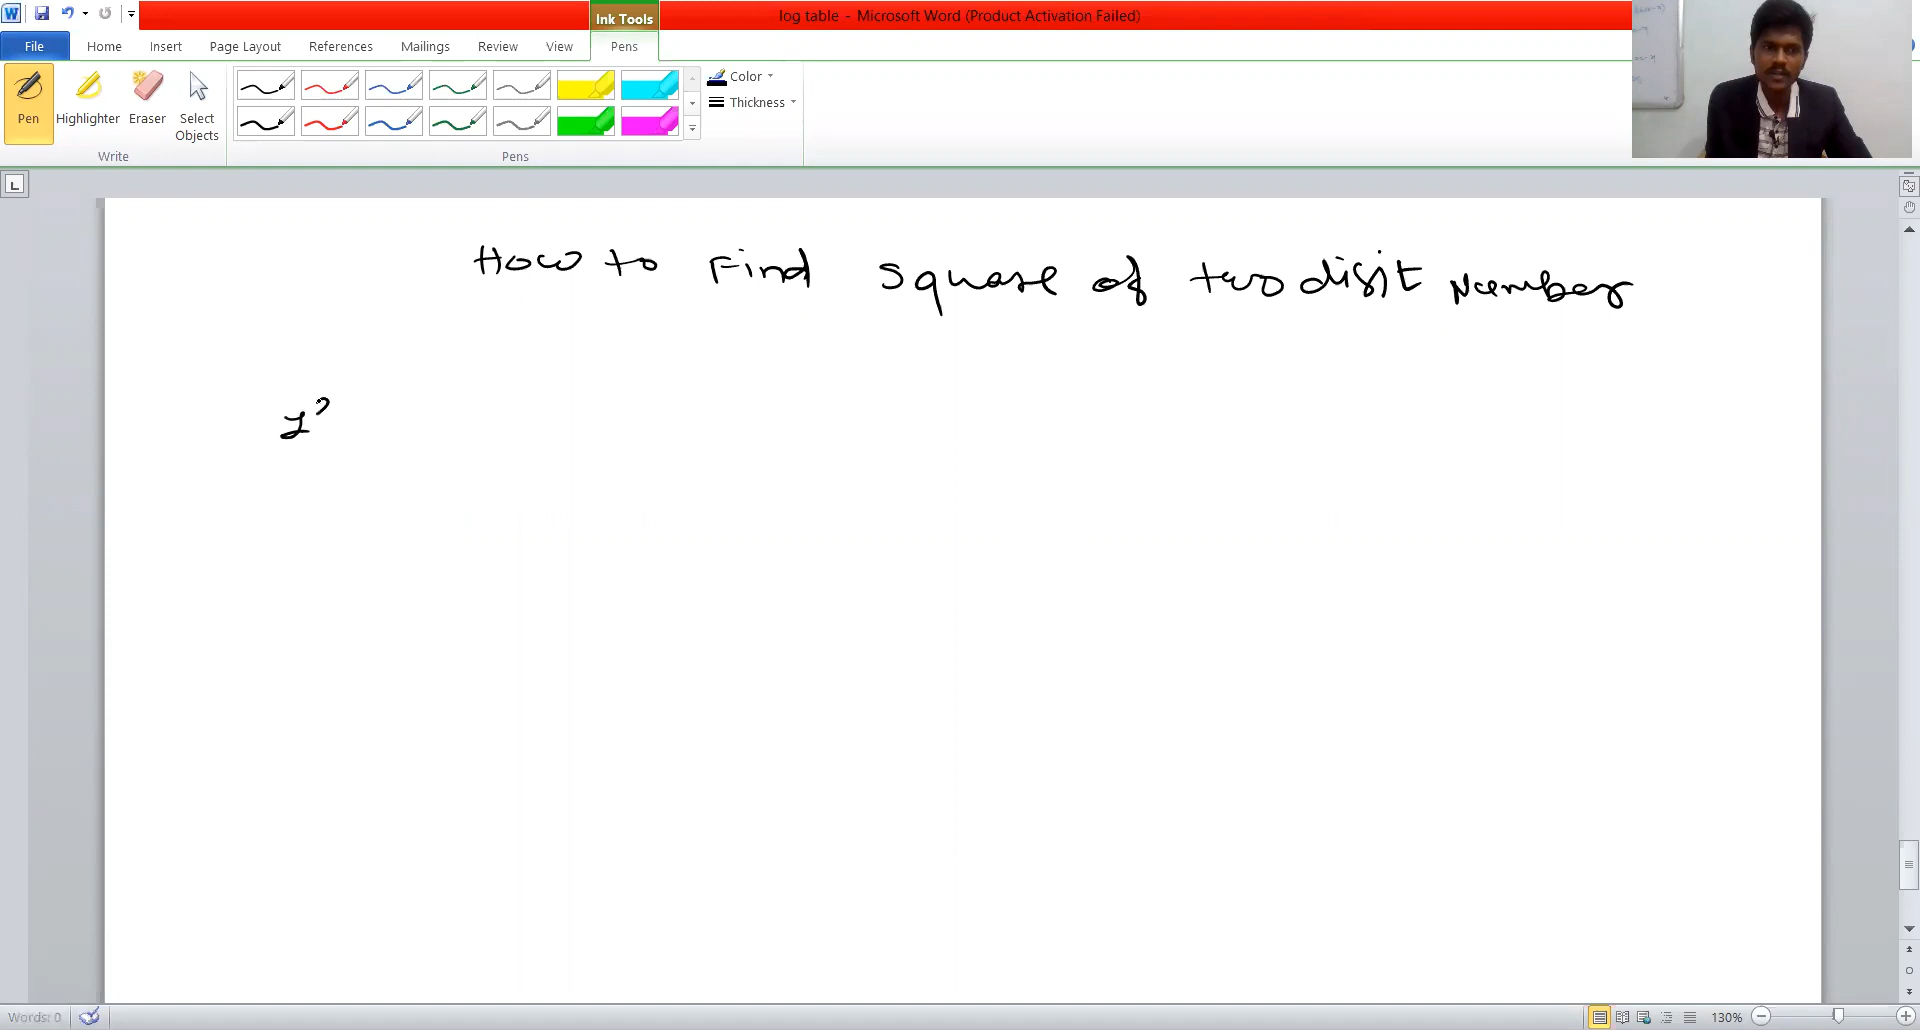 log table - Microsoft Word (Product Activation Failed)
Ink Tools
File Home Insert Page Layout References Mailings Review View Pens
Pen Highlighter Eraser Select Objects
Color
Thickness
Write Pens
How to Find Square of two digit Number
1²
Words: 0
130%